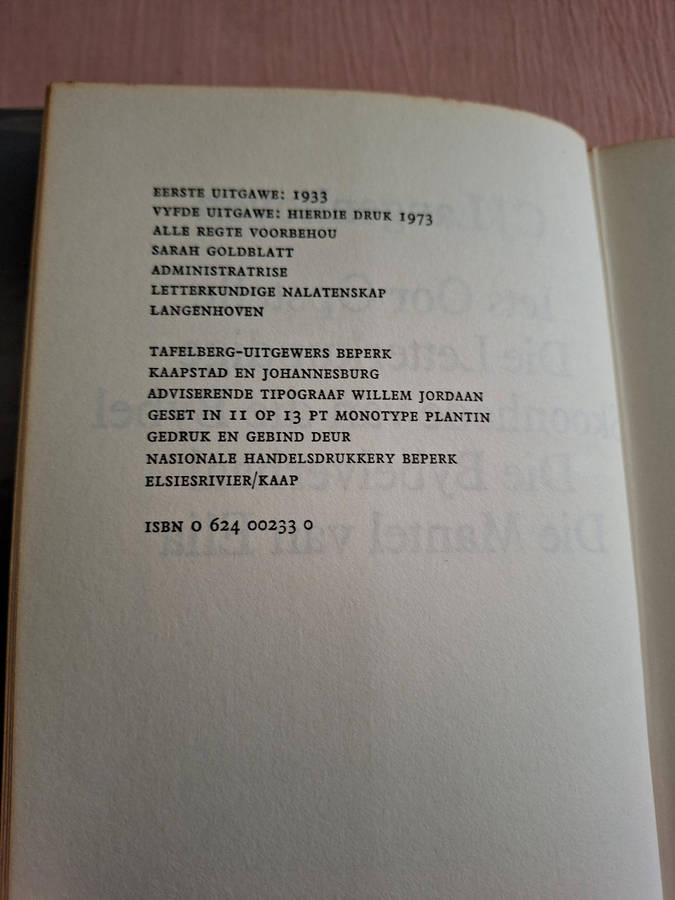 EERSTE UITGAWE: 1933
VYFDE UITGAWE: HIERDIE DRUK 1973
ALLE REGTE VOORBEHOU
SARAH GOLDBLATT
ADMINISTRATRISE
LETTERKUNDIGE NALATENSKAP
LANGENHOVEN
TAFELBERG-UITGEWERS BEPERK
KAAPSTAD EN JOHANNESBURG
ADVISERENDE TIPOGRAAF WILLEM JORDAAN
GESET IN 11 OP 13 PT MONOTYPE PLANTIN
GEDRUK EN GEBIND DEUR
NASIONALE HANDELSDRUKKERY BEPERK
ELSIESRIVIER/KAAP
ISBN 0 624 00233 0